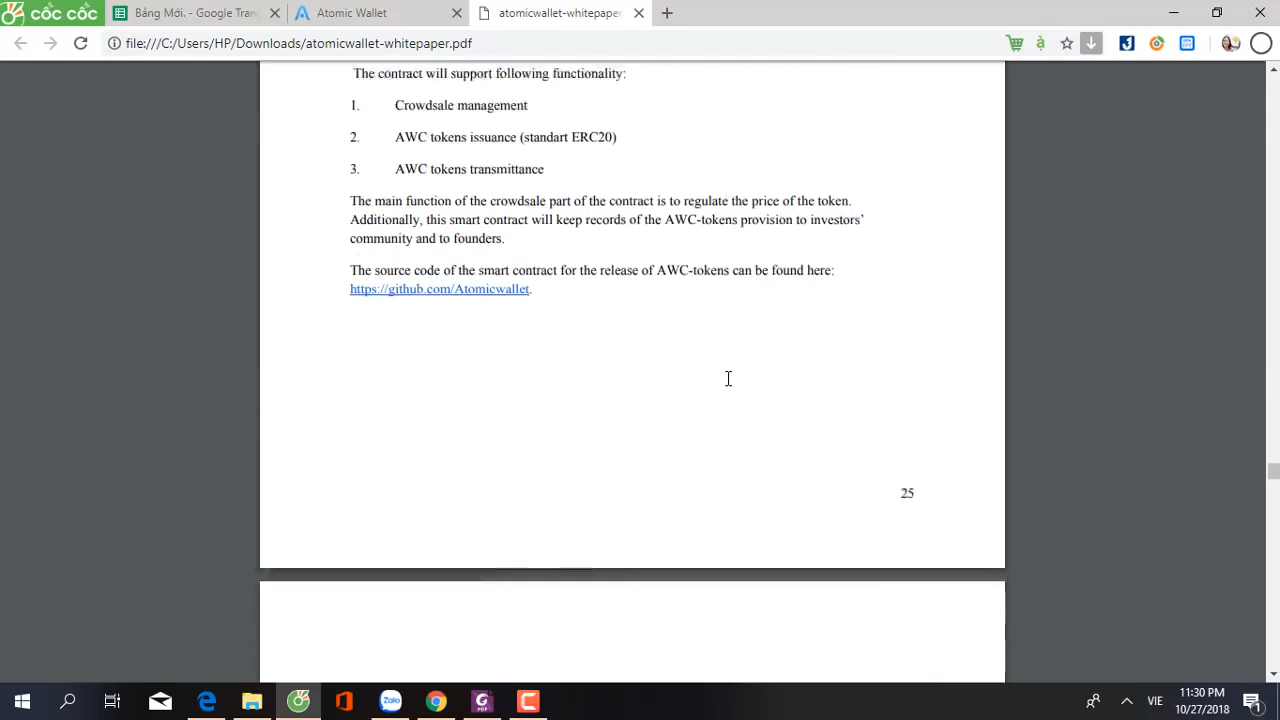 cốc cốc
Bảng Mới. - Google Trang
Atomic Wallet
atomicwallet-whitepaper.
file:///C:/Users/HP/Downloads/atomicwallet-whitepaper.pdf
The contract will support following functionality:
1. Crowdsale management
2. AWC tokens issuance (standart ERC20)
3. AWC tokens transmittance
The main function of the crowdsale part of the contract is to regulate the price of the token.
Additionally, this smart contract will keep records of the AWC-tokens provision to investors’
community and to founders.
The source code of the smart contract for the release of AWC-tokens can be found here:
https://github.com/Atomicwallet.
25
Zalo
PDF
VIE
11:30 PM
10/27/2018
1